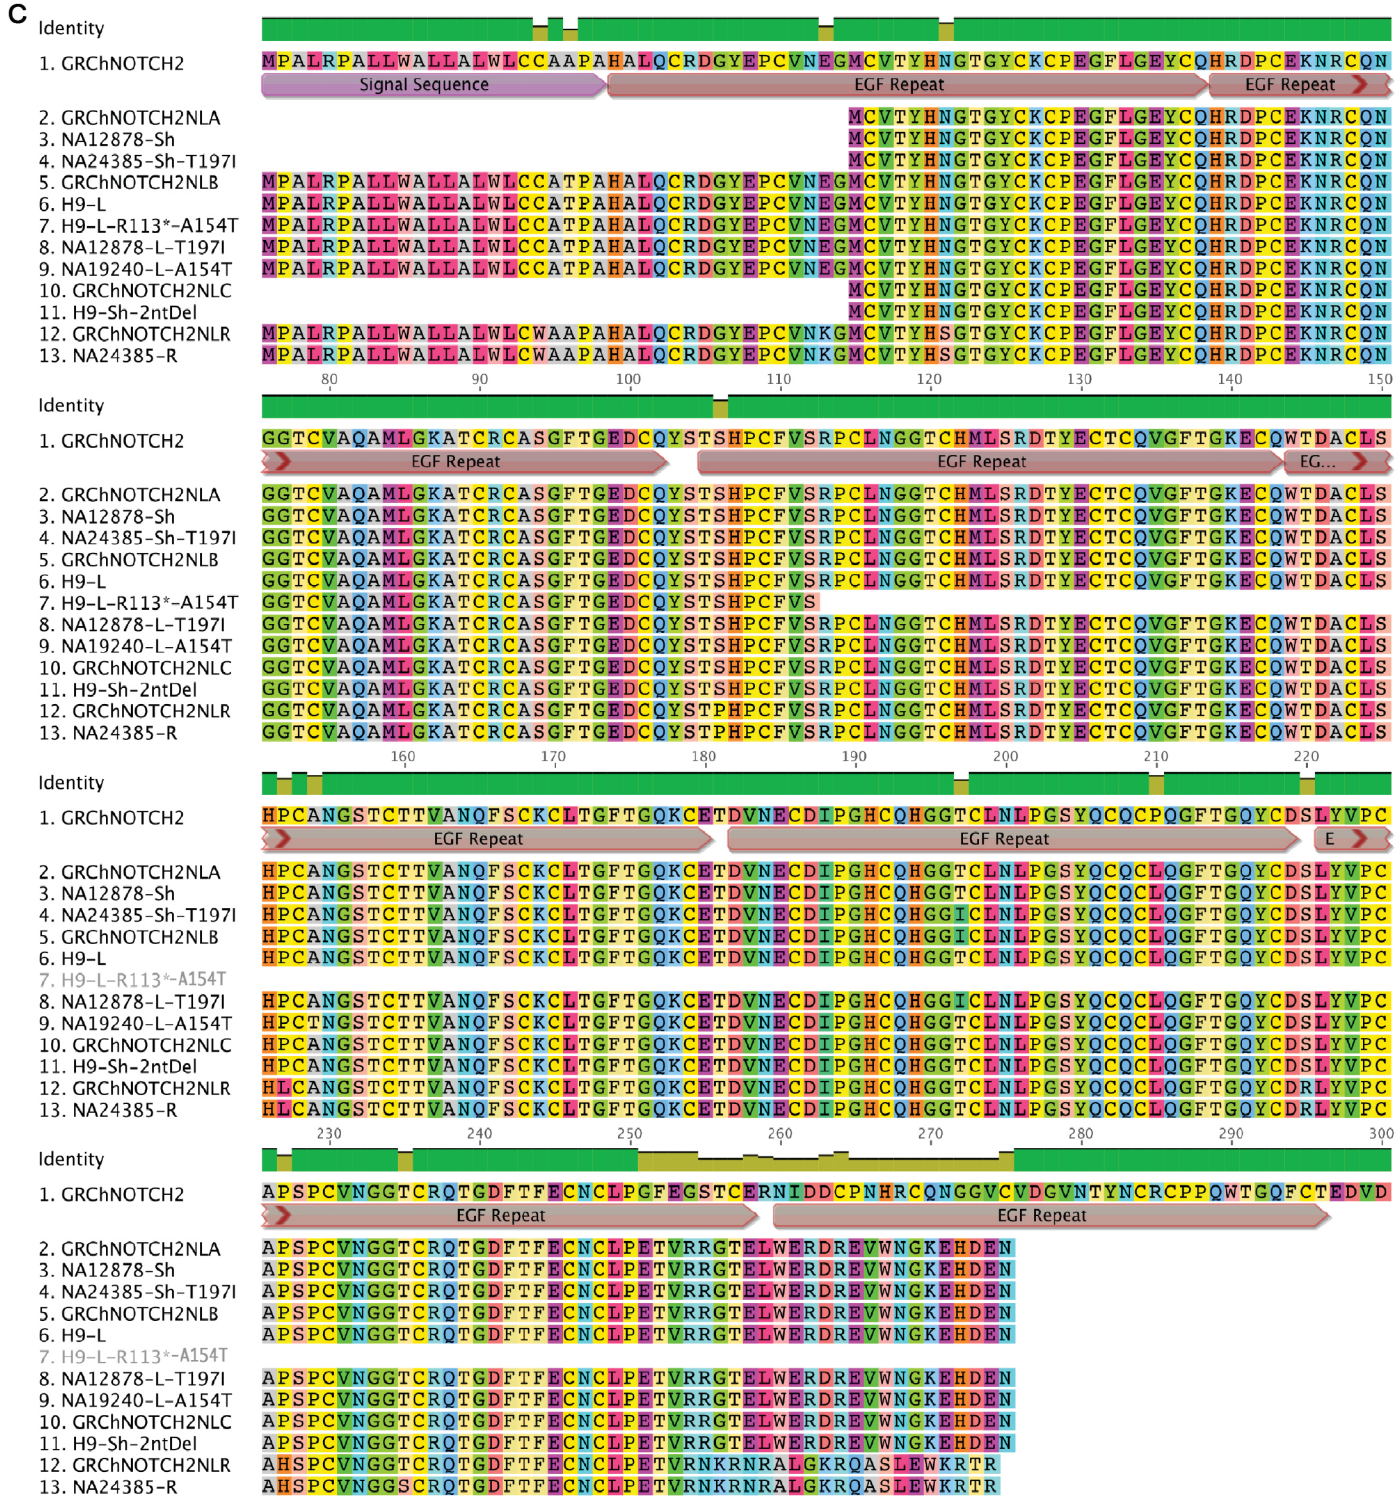 C
Identity
1. GRChNOTCH2 MPALRPALLWALLALWLCCAAPAHALQCRDGYEPCVNEGMCVTYHNGTGYCKCPEGFLGEYCQHRDPCEKNRCQN
Signal Sequence EGF Repeat EGF Repeat
2. GRChNOTCH2NLA MCVTYHNGTGYCKCPEGFLGEYCQHRDPCEKNRCQN
3. NA12878-Sh MCVTYHNGTGYCKCPEGFLGEYCQHRDPCEKNRCQN
4. NA24385-Sh-T197I MCVTYHNGTGYCKCPEGFLGEYCQHRDPCEKNRCQN
5. GRChNOTCH2NLB MPALRPALLWALLALWLCCATPAHALQCRDGYEPCVNEGMCVTYHNGTGYCKCPEGFLGEYCQHRDPCEKNRCQN
6. H9-L MPALRPALLWALLALWLCCATPAHALQCRDGYEPCVNEGMCVTYHNGTGYCKCPEGFLGEYCQHRDPCEKNRCQN
7. H9-L-R113*-A154T MPALRPALLWALLALWLCCATPAHALQCRDGYEPCVNEGMCVTYHNGTGYCKCPEGFLGEYCQHRDPCEKNRCQN
8. NA12878-L-T197I MPALRPALLWALLALWLCCATPAHALQCRDGYEPCVNEGMCVTYHNGTGYCKCPEGFLGEYCQHRDPCEKNRCQN
9. NA19240-L-A154T MPALRPALLWALLALWLCCATPAHALQCRDGYEPCVNEGMCVTYHNGTGYCKCPEGFLGEYCQHRDPCEKNRCQN
10. GRChNOTCH2NLC MCVTYHNGTGYCKCPEGFLGEYCQHRDPCEKNRCQN
11. H9-Sh-2ntDel MCVTYHNGTGYCKCPEGFLGEYCQHRDPCEKNRCQN
12. GRChNOTCH2NLR MPALRPALLWALLALWLCWAAPAHALQCRDGYEPCVNKGMCVTYHSGTGYCKCPEGFLGEYCQHRDPCEKNRCQN
13. NA24385-R MPALRPALLWALLALWLCWAAPAHALQCRDGYEPCVNKGMCVTYHSGTGYCKCPEGFLGEYCQHRDPCEKNRCQN
80 90 100 110 120 130 140 150
Identity
1. GRChNOTCH2 GGTCVAQAMLGKATCRCASGFTGEDCQYSTSHPCFVSRPCLNGGTCHMLSRDTYECTCQVGFTGKECQWTDACLS
EGF Repeat EGF Repeat EG...
2. GRChNOTCH2NLA GGTCVAQAMLGKATCRCASGFTGEDCQYSTSHPCFVSRPCLNGGTCHMLSRDTYECTCQVGFTGKECQWTDACLS
3. NA12878-Sh GGTCVAQAMLGKATCRCASGFTGEDCQYSTSHPCFVSRPCLNGGTCHMLSRDTYECTCQVGFTGKECQWTDACLS
4. NA24385-Sh-T197I GGTCVAQAMLGKATCRCASGFTGEDCQYSTSHPCFVSRPCLNGGTCHMLSRDTYECTCQVGFTGKECQWTDACLS
5. GRChNOTCH2NLB GGTCVAQAMLGKATCRCASGFTGEDCQYSTSHPCFVSRPCLNGGTCHMLSRDTYECTCQVGFTGKECQWTDACLS
6. H9-L GGTCVAQAMLGKATCRCASGFTGEDCQYSTSHPCFVSRPCLNGGTCHMLSRDTYECTCQVGFTGKECQWTDACLS
7. H9-L-R113*-A154T GGTCVAQAMLGKATCRCASGFTGEDCQYSTSHPCFVS
8. NA12878-L-T197I GGTCVAQAMLGKATCRCASGFTGEDCQYSTSHPCFVSRPCLNGGTCHMLSRDTYECTCQVGFTGKECQWTDACLS
9. NA19240-L-A154T GGTCVAQAMLGKATCRCASGFTGEDCQYSTSHPCFVSRPCLNGGTCHMLSRDTYECTCQVGFTGKECQWTDACLS
10. GRChNOTCH2NLC GGTCVAQAMLGKATCRCASGFTGEDCQYSTSHPCFVSRPCLNGGTCHMLSRDTYECTCQVGFTGKECQWTDACLS
11. H9-Sh-2ntDel GGTCVAQAMLGKATCRCASGFTGEDCQYSTSHPCFVSRPCLNGGTCHMLSRDTYECTCQVGFTGKECQWTDACLS
12. GRChNOTCH2NLR GGTCVAQAMLGKATCRCASGFTGEDCQYSTPHPCFVSRPCLNGGTCHMLSRDTYECTCQVGFTGKECQWTDACLS
13. NA24385-R GGTCVAQAMLGKATCRCASGFTGEDCQYSTPHPCFVSRPCLNGGTCHMLSRDTYECTCQVGFTGKECQWTDACLS
160 170 180 190 200 210 220
Identity
1. GRChNOTCH2 HPCANGSTCTTVANQFSCKCLTGFTGQKCETDVNECDIPGHCQHGGTCLNLPGSYQCQCPQGFTGQYCDSLYVPC
EGF Repeat EGF Repeat E
2. GRChNOTCH2NLA HPCANGSTCTTVANQFSCKCLTGFTGQKCETDVNECDIPGHCQHGGTCLNLPGSYQCQCLQGFTGQYCDSLYVPC
3. NA12878-Sh HPCANGSTCTTVANQFSCKCLTGFTGQKCETDVNECDIPGHCQHGGTCLNLPGSYQCQCLQGFTGQYCDSLYVPC
4. NA24385-Sh-T197I HPCANGSTCTTVANQFSCKCLTGFTGQKCETDVNECDIPGHCQHGGICLNLPGSYQCQCLQGFTGQYCDSLYVPC
5. GRChNOTCH2NLB HPCANGSTCTTVANQFSCKCLTGFTGQKCETDVNECDIPGHCQHGGICLNLPGSYQCQCLQGFTGQYCDSLYVPC
6. H9-L HPCANGSTCTTVANQFSCKCLTGFTGQKCETDVNECDIPGHCQHGGTCLNLPGSYQCQCLQGFTGQYCDSLYVPC
7. H9-L-R113*-A154T
8. NA12878-L-T197I HPCANGSTCTTVANQFSCKCLTGFTGQKCETDVNECDIPGHCQHGGICLNLPGSYQCQCLQGFTGQYCDSLYVPC
9. NA19240-L-A154T HPCTNGSTCTTVANQFSCKCLTGFTGQKCETDVNECDIPGHCQHGGTCLNLPGSYQCQCLQGFTGQYCDSLYVPC
10. GRChNOTCH2NLC HPCANGSTCTTVANQFSCKCLTGFTGQKCETDVNECDIPGHCQHGGTCLNLPGSYQCQCLQGFTGQYCDSLYVPC
11. H9-Sh-2ntDel HPCANGSTCTTVANQFSCKCLTGFTGQKCETDVNECDIPGHCQHGGTCLNLPGSYQCQCLQGFTGQYCDSLYVPC
12. GRChNOTCH2NLR HLCANGSTCTTVANQFSCKCLTGFTGQKCETDVNECDIPGHCQHGGTCLNLPGSYQCQCLQGFTGQYCDRLYVPC
13. NA24385-R HLCANGSTCTTVANQFSCKCLTGFTGQKCETDVNECDIPGHCQHGGTCLNLPGSYQCQCLQGFTGQYCDRLYVPC
230 240 250 260 270 280 290 300
Identity
1. GRChNOTCH2 APSPCVNGGTCRQTGDFTFECNCLPGFEGSTCERNIDDCPNHRCQNGGVCVDGVNTYNCRCPPQWTGQFCTEDVD
EGF Repeat EGF Repeat
2. GRChNOTCH2NLA APSPCVNGGTCRQTGDFTFECNCLPETVRRGTELWERDREVWNGKEHDEN
3. NA12878-Sh APSPCVNGGTCRQTGDFTFECNCLPETVRRGTELWERDREVWNGKEHDEN
4. NA24385-Sh-T197I APSPCVNGGTCRQTGDFTFECNCLPETVRRGTELWERDREVWNGKEHDEN
5. GRChNOTCH2NLB APSPCVNGGTCRQTGDFTFECNCLPETVRRGTELWERDREVWNGKEHDEN
6. H9-L APSPCVNGGTCRQTGDFTFECNCLPETVRRGTELWERDREVWNGKEHDEN
7. H9-L-R113*-A154T
8. NA12878-L-T197I APSPCVNGGTCRQTGDFTFECNCLPETVRRGTELWERDREVWNGKEHDEN
9. NA19240-L-A154T APSPCVNGGTCRQTGDFTFECNCLPETVRRGTELWERDREVWNGKEHDEN
10. GRChNOTCH2NLC APSPCVNGGTCRQTGDFTFECNCLPETVRRGTELWERDREVWNGKEHDEN
11. H9-Sh-2ntDel APSPCVNGGTCRQTGDFTFECNCLPETVRRGTELWERDREVWNGKEHDEN
12. GRChNOTCH2NLR AHSPCVNGGTCRQTGDFTFECNCLPETVRNKRNRALGKRQASLEWKRTR
13. NA24385-R AHSPCVNGGSCRQTGDFTFECNCLPETVRNKRNRALGKRQASLEWKRTR